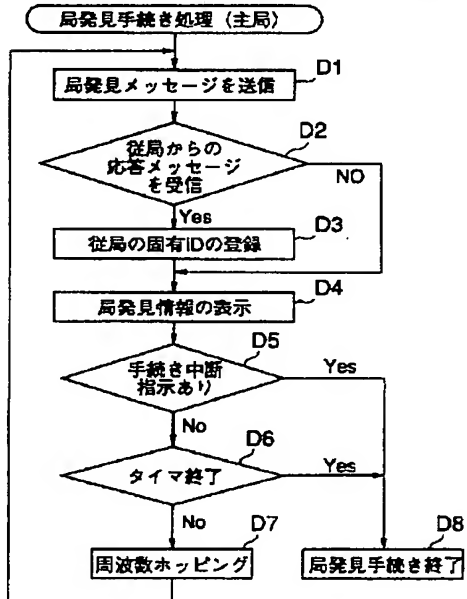 局発見手続き処理（主局）
D1
局発見メッセージを送信
D2
従局からの
応答メッセージ
を受信
NO
Yes
D3
従局の固有IDの登録
D4
局発見情報の表示
D5
手続き中断
指示あり
Yes
No
D6
タイマ終了
Yes
No
D7
周波数ホッピング
D8
局発見手続き終了